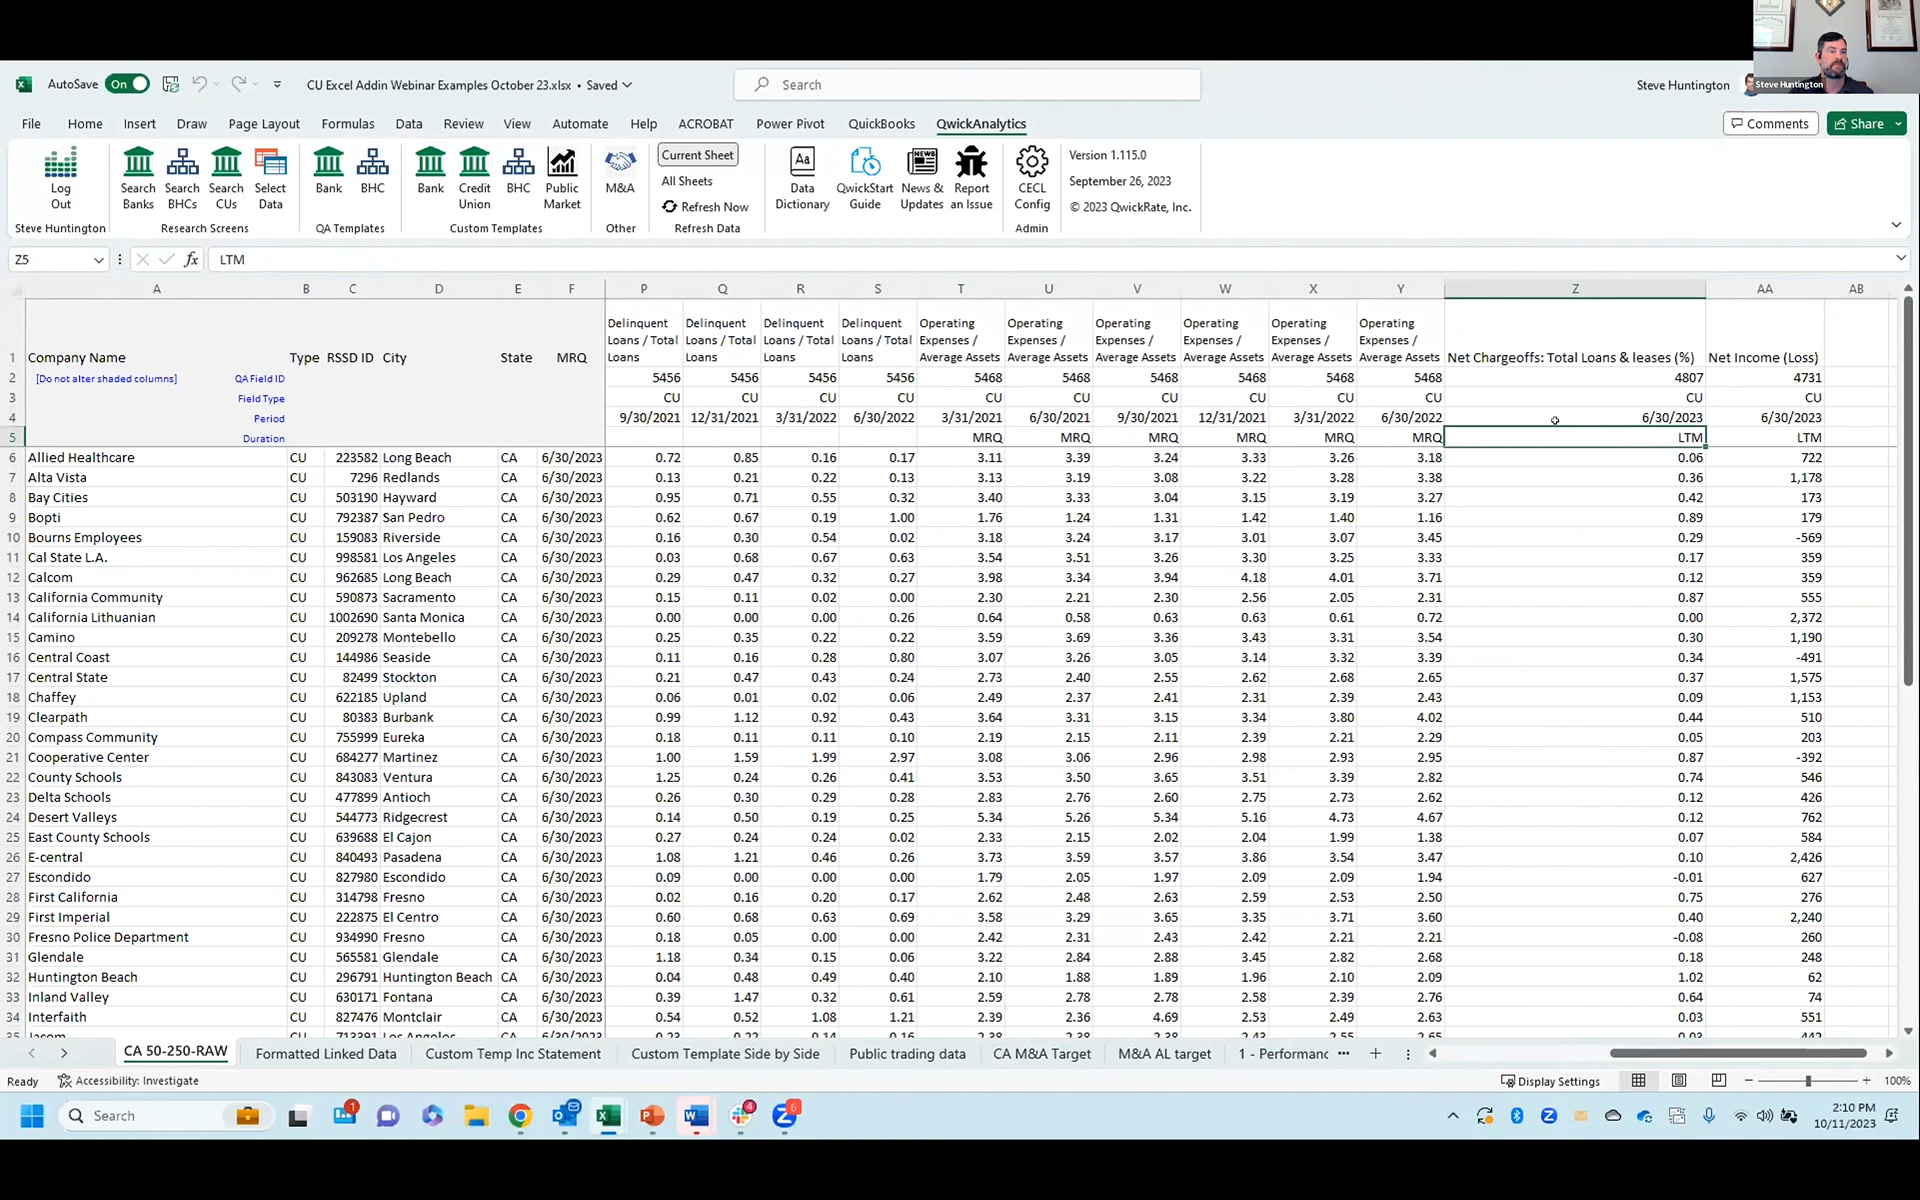 Steve Huntington
AutoSave On CU Excel Addin Webinar Examples October 23.xlsx • Saved Search Steve Huntington
File Home Insert Draw Page Layout Formulas Data Review View Automate Help ACROBAT Power Pivot QuickBooks QwickAnalytics Comments Share
Log Out Search Banks Search BHCs Search CUs Select Data Bank BHC Bank Credit Union BHC Public Market M&A Current Sheet All Sheets Refresh Now Data Dictionary QwickStart Guide News & Updates Report an Issue CECL Config Version 1.115.0
September 26, 2023
© 2023 QwickRate, Inc.
Steve Huntington Research Screens QA Templates Custom Templates Other Refresh Data Admin
Z5 fx LTM
A B C D E F P Q R S T U V W X Y Z AA AB
1 Company Name Type RSSD ID City State MRQ Delinquent Loans / Total Loans Delinquent Loans / Total Loans Delinquent Loans / Total Loans Delinquent Loans / Total Loans Operating Expenses / Average Assets Operating Expenses / Average Assets Operating Expenses / Average Assets Operating Expenses / Average Assets Operating Expenses / Average Assets Operating Expenses / Average Assets Net Chargeoffs: Total Loans & leases (%) Net Income (Loss)
2 [Do not alter shaded columns] QA Field ID 5456 5456 5456 5456 5468 5468 5468 5468 5468 5468 4807 4731
3 Field Type CU CU CU CU CU CU CU CU CU CU CU CU
4 Period 9/30/2021 12/31/2021 3/31/2022 6/30/2022 3/31/2021 6/30/2021 9/30/2021 12/31/2021 3/31/2022 6/30/2022 6/30/2023 6/30/2023
5 Duration MRQ MRQ MRQ MRQ MRQ MRQ LTM LTM
6 Allied Healthcare CU 223582 Long Beach CA 6/30/2023 0.72 0.85 0.16 0.17 3.11 3.39 3.24 3.33 3.26 3.18 0.06 722
7 Alta Vista CU 7296 Redlands CA 6/30/2023 0.13 0.21 0.22 0.13 3.13 3.19 3.08 3.22 3.28 3.38 0.36 1,178
8 Bay Cities CU 503190 Hayward CA 6/30/2023 0.95 0.71 0.55 0.32 3.40 3.33 3.04 3.15 3.19 3.27 0.42 173
9 Bopti CU 792387 San Pedro CA 6/30/2023 0.62 0.67 0.19 1.00 1.76 1.24 1.31 1.42 1.40 1.16 0.89 179
10 Bourns Employees CU 159083 Riverside CA 6/30/2023 0.16 0.30 0.54 0.02 3.18 3.24 3.17 3.01 3.07 3.45 0.29 -569
11 Cal State L.A. CU 998581 Los Angeles CA 6/30/2023 0.03 0.68 0.67 0.63 3.54 3.51 3.26 3.30 3.25 3.33 0.17 359
12 Calcom CU 962685 Long Beach CA 6/30/2023 0.29 0.47 0.32 0.27 3.98 3.34 3.94 4.18 4.01 3.71 0.12 359
13 California Community CU 590873 Sacramento CA 6/30/2023 0.15 0.11 0.02 0.00 2.30 2.21 2.30 2.56 2.05 2.31 0.87 555
14 California Lithuanian CU 1002690 Santa Monica CA 6/30/2023 0.00 0.00 0.00 0.26 0.64 0.58 0.63 0.63 0.61 0.72 0.00 2,372
15 Camino CU 209278 Montebello CA 6/30/2023 0.25 0.35 0.22 0.22 3.59 3.69 3.36 3.43 3.31 3.54 0.30 1,190
16 Central Coast CU 144986 Seaside CA 6/30/2023 0.11 0.16 0.28 0.80 3.07 3.26 3.05 3.14 3.32 3.39 0.34 -491
17 Central State CU 82499 Stockton CA 6/30/2023 0.21 0.47 0.43 0.24 2.73 2.40 2.55 2.62 2.68 2.65 0.37 1,575
18 Chaffey CU 622185 Upland CA 6/30/2023 0.06 0.01 0.02 0.06 2.49 2.37 2.41 2.31 2.39 2.43 0.09 1,153
19 Clearpath CU 80383 Burbank CA 6/30/2023 0.99 1.12 0.92 0.43 3.64 3.31 3.15 3.34 3.80 4.02 0.44 510
20 Compass Community CU 755999 Eureka CA 6/30/2023 0.18 0.11 0.11 0.10 2.19 2.15 2.11 2.39 2.21 2.29 0.05 203
21 Cooperative Center CU 684277 Martinez CA 6/30/2023 1.00 1.59 1.99 2.97 3.08 3.06 2.96 2.98 2.93 2.95 0.87 -392
22 County Schools CU 843083 Ventura CA 6/30/2023 1.25 0.24 0.26 0.41 3.53 3.50 3.65 3.51 3.39 2.82 0.74 546
23 Delta Schools CU 477899 Antioch CA 6/30/2023 0.26 0.30 0.29 0.28 2.83 2.76 2.60 2.75 2.73 2.62 0.12 426
24 Desert Valleys CU 544773 Ridgecrest CA 6/30/2023 0.14 0.50 0.19 0.25 5.34 5.26 5.34 5.16 4.73 4.67 0.12 762
25 East County Schools CU 639688 El Cajon CA 6/30/2023 0.27 0.24 0.24 0.02 2.33 2.15 2.02 2.04 1.99 1.38 0.07 584
26 E-central CU 840493 Pasadena CA 6/30/2023 1.08 1.21 0.46 0.26 3.73 3.59 3.57 3.86 3.54 3.47 0.10 2,426
27 Escondido CU 827980 Escondido CA 6/30/2023 0.09 0.00 0.00 0.00 1.79 2.05 1.97 2.09 2.09 1.94 -0.01 627
28 First California CU 314798 Fresno CA 6/30/2023 0.02 0.16 0.20 0.17 2.62 2.48 2.63 2.59 2.53 2.50 0.75 276
29 First Imperial CU 222875 El Centro CA 6/30/2023 0.60 0.68 0.63 0.69 3.58 3.29 3.65 3.35 3.71 3.60 0.40 2,240
30 Fresno Police Department CU 934990 Fresno CA 6/30/2023 0.18 0.05 0.00 0.00 2.42 2.31 2.43 2.42 2.21 2.21 -0.08 260
31 Glendale CU 565581 Glendale CA 6/30/2023 1.18 0.34 0.15 0.06 3.22 2.84 2.88 3.45 2.82 2.68 0.18 248
32 Huntington Beach CU 296791 Huntington Beach CA 6/30/2023 0.04 0.48 0.49 0.40 2.10 1.88 1.89 1.96 2.10 2.09 1.02 62
33 Inland Valley CU 630171 Fontana CA 6/30/2023 0.39 1.47 0.32 0.61 2.59 2.78 2.78 2.58 2.39 2.76 0.64 74
34 Interfaith CU 827476 Montclair CA 6/30/2023 0.54 0.52 1.08 1.21 2.39 2.36 4.69 2.53 2.49 2.63 0.03 551
CA 50-250-RAW Formatted Linked Data Custom Temp Inc Statement Custom Template Side by Side Public trading data CA M&A Target M&A AL target 1 - Performanc ... +
Ready Accessibility: Investigate Display Settings 100%
Search 1 4 6 2:10 PM
10/11/2023